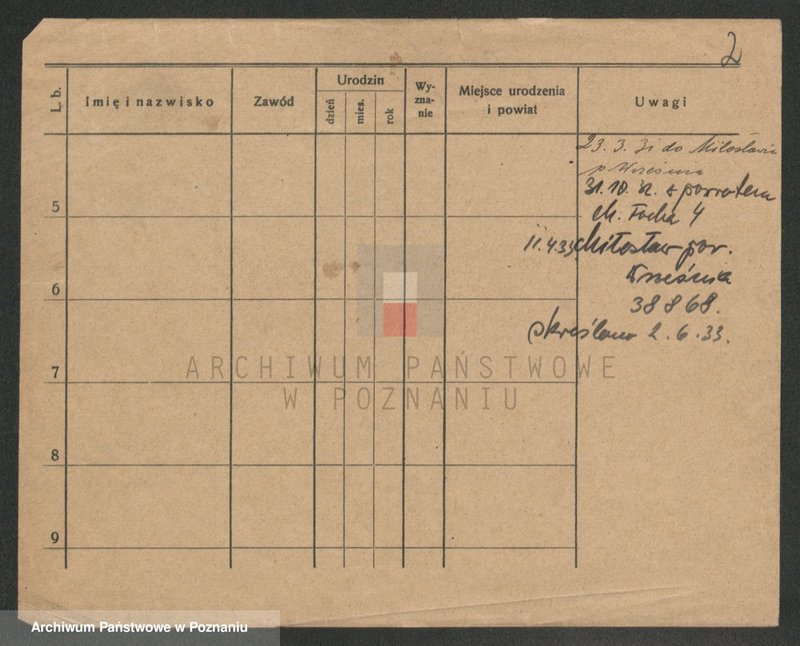 2
L b.
Imię i nazwisko
Zawód
Urodzin
dzień
mies.
rok
Wy-
zna-
nie
Miejsce urodzenia
i powiat
Uwagi
23. 3. 31 do Miłosławia
p Września
31. 10. z powrotem
Focha 4
11.4.33 Miłosław pow.
Września
38868.
skreślono 2.6.33.
5
6
7
8
9
ARCHIWUM PAŃSTWOWE
W POZNANIU
Archiwum Państwowe w Poznaniu